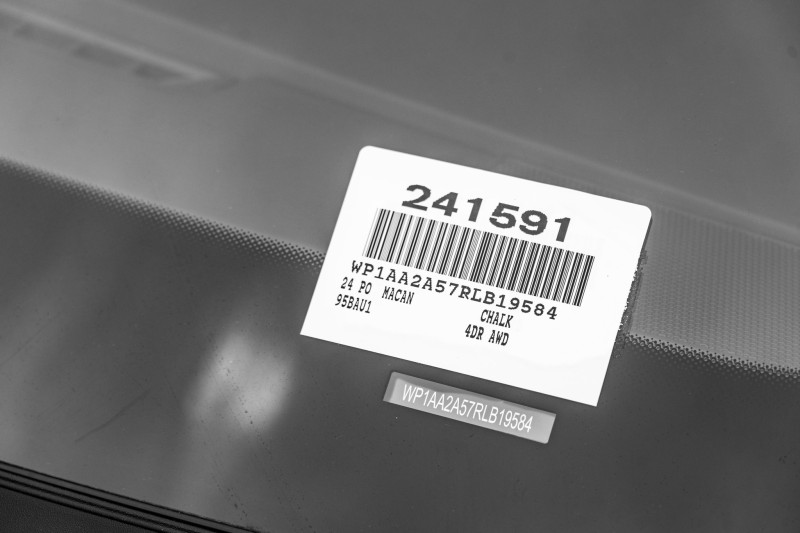 241591
WP1AA2A57RLB19584
24 PO MACAN
CHALK
95BAU1
4DR AWD
WP1AA2A57RLB19584